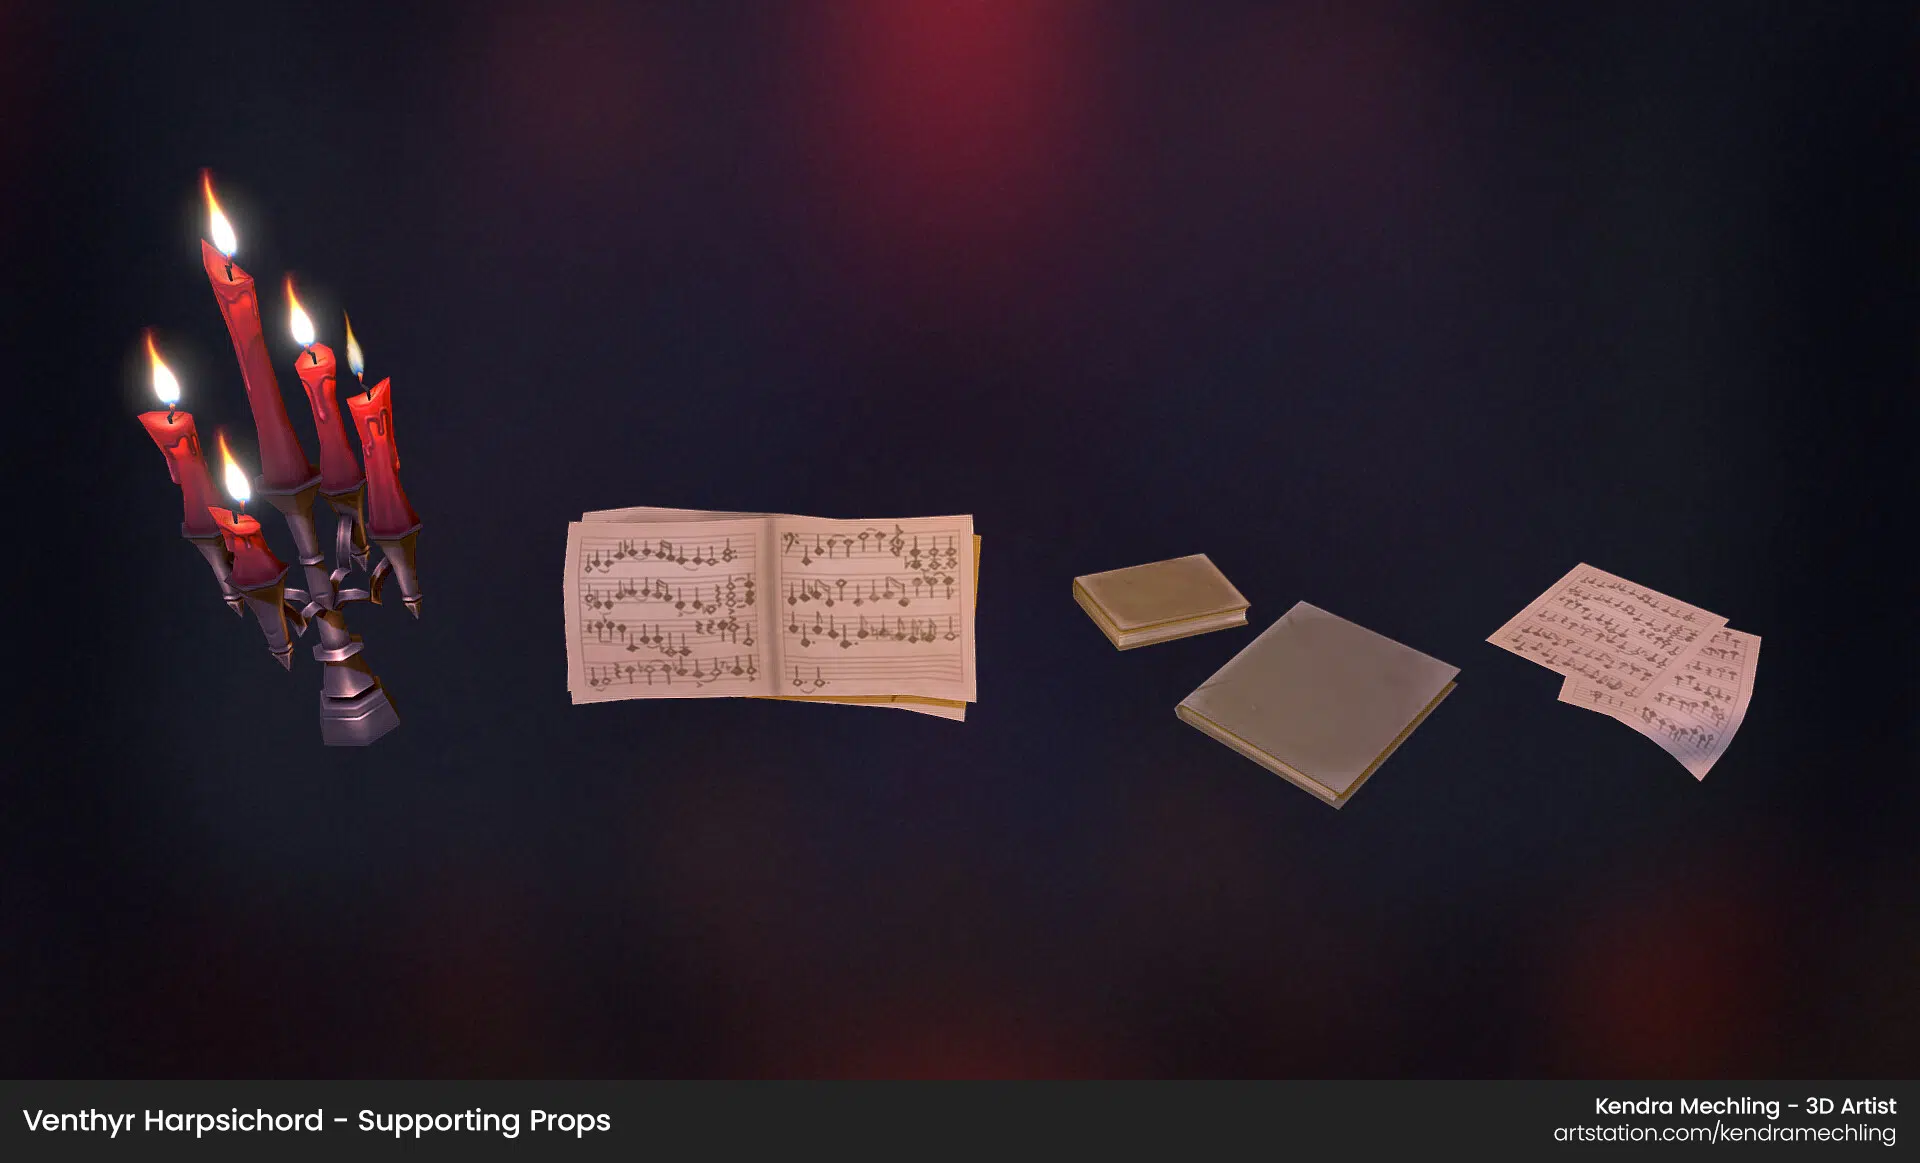 Venthyr Harpsichord - Supporting Props
Kendra Mechling - 3D Artist
artstation.com/kendramechling